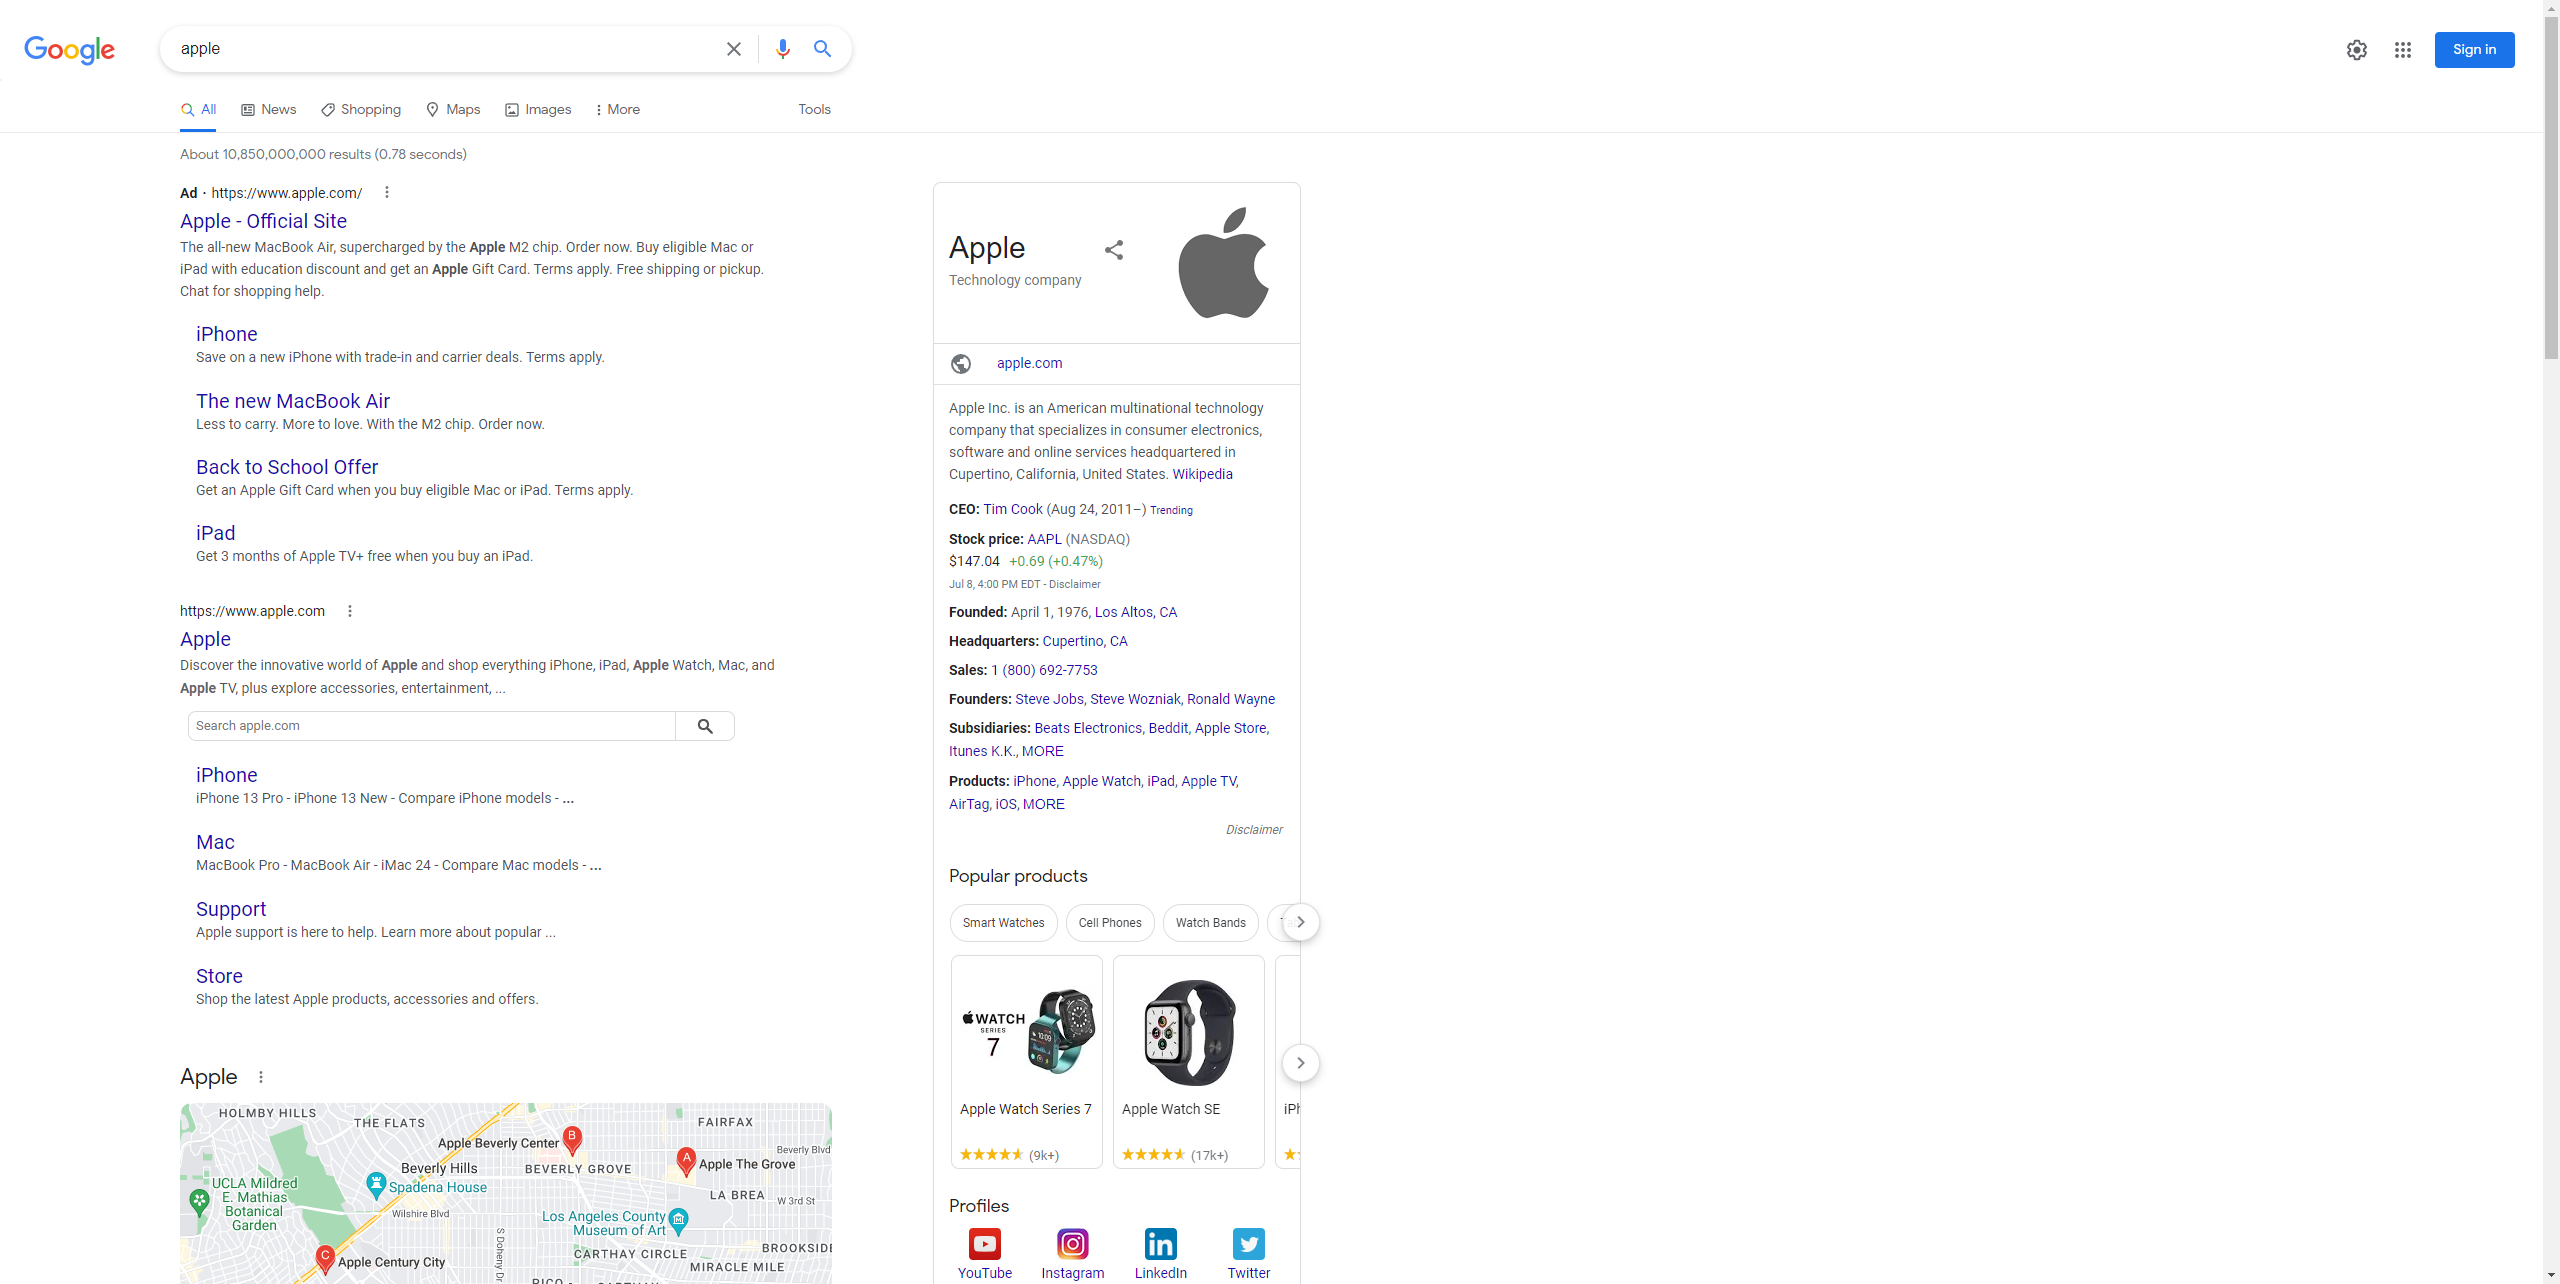 Google
apple
Sign in
All
News
Shopping
Maps
Images
More
Tools
About 10,850,000,000 results (0.78 seconds)
Ad · https://www.apple.com/
Apple - Official Site
The all-new MacBook Air, supercharged by the Apple M2 chip. Order now. Buy eligible Mac or
iPad with education discount and get an Apple Gift Card. Terms apply. Free shipping or pickup.
Chat for shopping help.
iPhone
Save on a new iPhone with trade-in and carrier deals. Terms apply.
The new MacBook Air
Less to carry. More to love. With the M2 chip. Order now.
Back to School Offer
Get an Apple Gift Card when you buy eligible Mac or iPad. Terms apply.
iPad
Get 3 months of Apple TV+ free when you buy an iPad.
https://www.apple.com
Apple
Discover the innovative world of Apple and shop everything iPhone, iPad, Apple Watch, Mac, and
Apple TV, plus explore accessories, entertainment, ...
Search apple.com
iPhone
iPhone 13 Pro - iPhone 13 New - Compare iPhone models - ...
Mac
MacBook Pro - MacBook Air - iMac 24 - Compare Mac models - ...
Support
Apple support is here to help. Learn more about popular ...
Store
Shop the latest Apple products, accessories and offers.
Apple
HOLMBY HILLS
THE FLATS
FAIRFAX
Apple Beverly Center
B
Beverly Blvd
Beverly Hills
BEVERLY GROVE
A
Apple The Grove
UCLA Mildred
E. Mathias
Botanical
Garden
Spadena House
LA BREA
W 3rd St
Wilshire Blvd
Los Angeles County
Museum of Art
S Doheny Dr
CARTHAY CIRCLE
BROOKSIDE
C
Apple Century City
MIRACLE MILE
PICO
Apple
Technology company
apple.com
Apple Inc. is an American multinational technology
company that specializes in consumer electronics,
software and online services headquartered in
Cupertino, California, United States. Wikipedia
CEO: Tim Cook (Aug 24, 2011–) Trending
Stock price: AAPL (NASDAQ)
$147.04 +0.69 (+0.47%)
Jul 8, 4:00 PM EDT - Disclaimer
Founded: April 1, 1976, Los Altos, CA
Headquarters: Cupertino, CA
Sales: 1 (800) 692-7753
Founders: Steve Jobs, Steve Wozniak, Ronald Wayne
Subsidiaries: Beats Electronics, Beddit, Apple Store,
Itunes K.K., MORE
Products: iPhone, Apple Watch, iPad, Apple TV,
AirTag, iOS, MORE
Disclaimer
Popular products
Smart Watches
Cell Phones
Watch Bands
WATCH
SERIES
7
10:09
Apple Watch Series 7
(9k+)
Apple Watch SE
(17k+)
iPh
Profiles
YouTube
Instagram
LinkedIn
Twitter